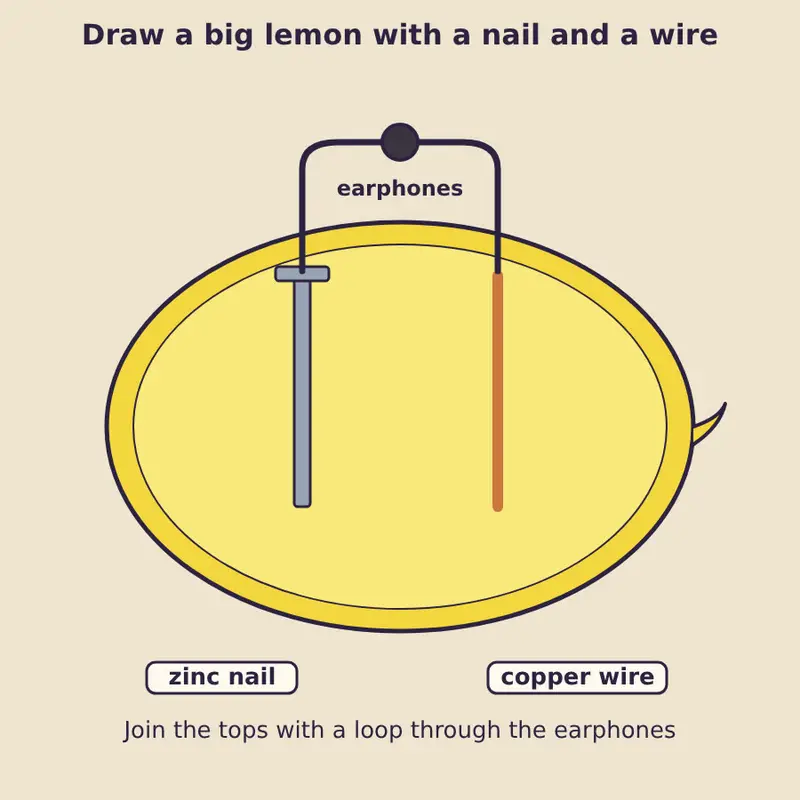 Draw a big lemon with a nail and a wire
earphones
zinc nail
copper wire
Join the tops with a loop through the earphones